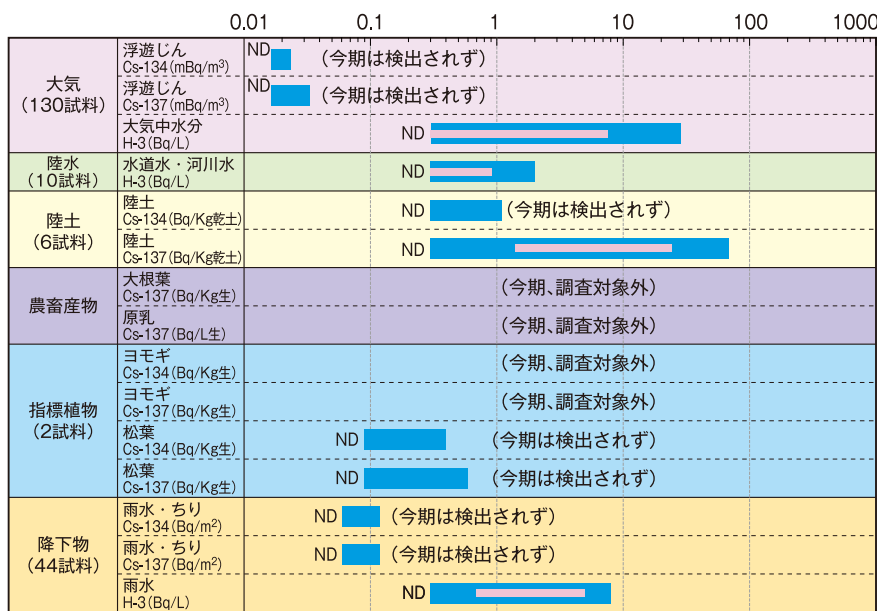 0.01 0.1 1 10 100 1000
大気
(130試料)
浮遊じん
Cs-134(mBq/m³)
ND
(今期は検出されず)
浮遊じん
Cs-137(mBq/m³)
ND
(今期は検出されず)
大気中水分
H-3(Bq/L)
ND
陸水
(10試料)
水道水・河川水
H-3(Bq/L)
ND
陸土
(6試料)
陸土
Cs-134(Bq/Kg乾土)
ND
(今期は検出されず)
陸土
Cs-137(Bq/Kg乾土)
ND
農畜産物
大根葉
Cs-137(Bq/Kg生)
(今期、調査対象外)
原乳
Cs-137(Bq/L生)
(今期、調査対象外)
指標植物
(2試料)
ヨモギ
Cs-134(Bq/Kg生)
(今期、調査対象外)
ヨモギ
Cs-137(Bq/Kg生)
(今期、調査対象外)
松葉
Cs-134(Bq/Kg生)
ND
(今期は検出されず)
松葉
Cs-137(Bq/Kg生)
ND
(今期は検出されず)
降下物
(44試料)
雨水・ちり
Cs-134(Bq/m²)
ND
(今期は検出されず)
雨水・ちり
Cs-137(Bq/m²)
ND
(今期は検出されず)
雨水
H-3(Bq/L)
ND